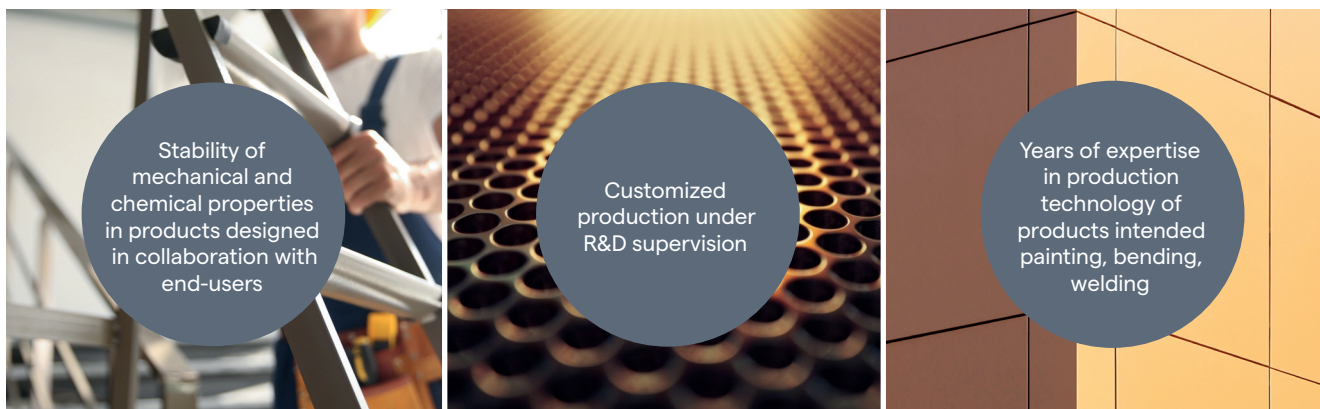 Stability of
mechanical and
chemical properties
in products designed
in collaboration with
end-users
Customized
production under
R&D supervision
Years of expertise
in production
technology of
products intended
painting, bending,
welding